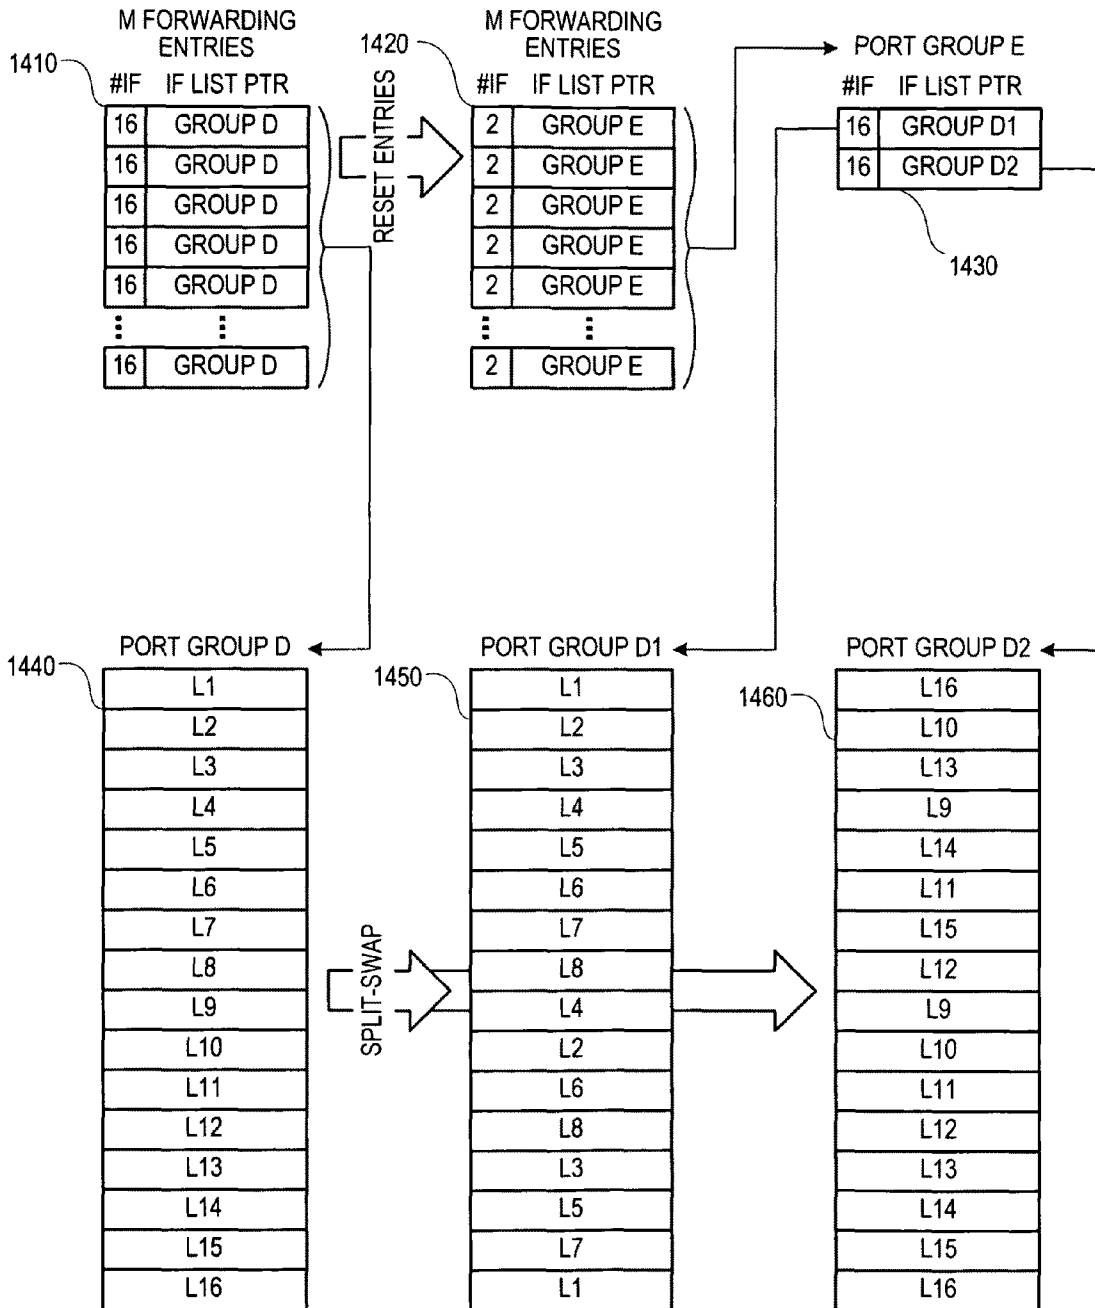 M FORWARDING
ENTRIES
1410
#IF IF LIST PTR
16 GROUP D
16 GROUP D
16 GROUP D
16 GROUP D
16 GROUP D
16 GROUP D
RESET ENTRIES
M FORWARDING
ENTRIES
1420
#IF IF LIST PTR
2 GROUP E
2 GROUP E
2 GROUP E
2 GROUP E
2 GROUP E
2 GROUP E
PORT GROUP E
#IF IF LIST PTR
16 GROUP D1
16 GROUP D2
1430
PORT GROUP D
1440
L1
L2
L3
L4
L5
L6
L7
L8
L9
L10
L11
L12
L13
L14
L15
L16
SPLIT-SWAP
PORT GROUP D1
1450
L1
L2
L3
L4
L5
L6
L7
L8
L4
L2
L6
L8
L3
L5
L7
L1
PORT GROUP D2
1460
L16
L10
L13
L9
L14
L11
L15
L12
L9
L10
L11
L12
L13
L14
L15
L16